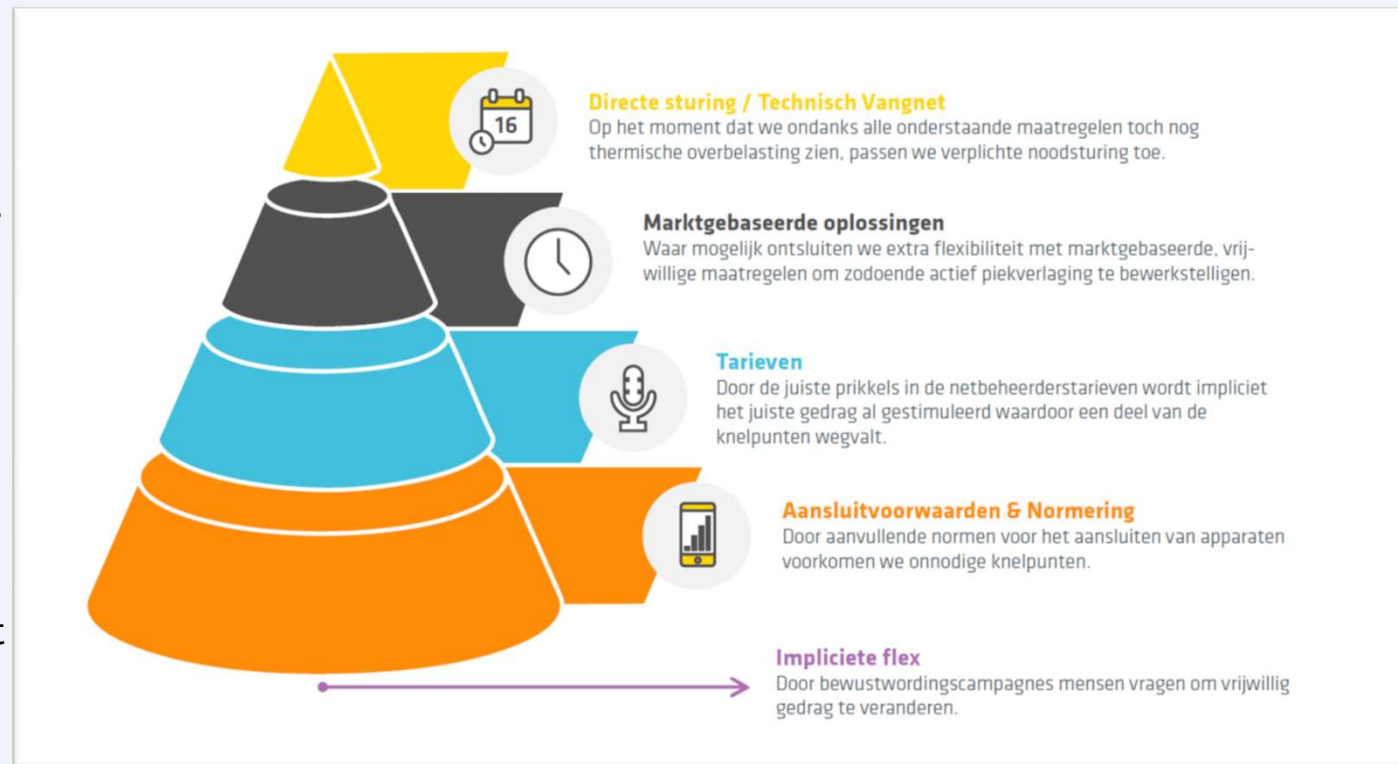 16
Directe sturing / Technisch Vangnet
Op het moment dat we ondanks alle onderstaande maatregelen toch nog
thermische overbelasting zien, passen we verplichte noodsturing toe.
Marktgebaseerde oplossingen
Waar mogelijk ontsluiten we extra flexibiliteit met marktgebaseerde, vrij-
willige maatregelen om zodoende actief piekverlaging te bewerkstelligen.
Tarieven
Door de juiste prikkels in de netbeheerderstarieven wordt impliciet
het juiste gedrag al gestimuleerd waardoor een deel van de
knelpunten wegvalt.
Aansluitvoorwaarden & Normering
Door aanvullende normen voor het aansluiten van apparaten
voorkomen we onnodige knelpunten.
t
Impliciete flex
Door bewustwordingscampagnes mensen vragen om vrijwillig
gedrag te veranderen.